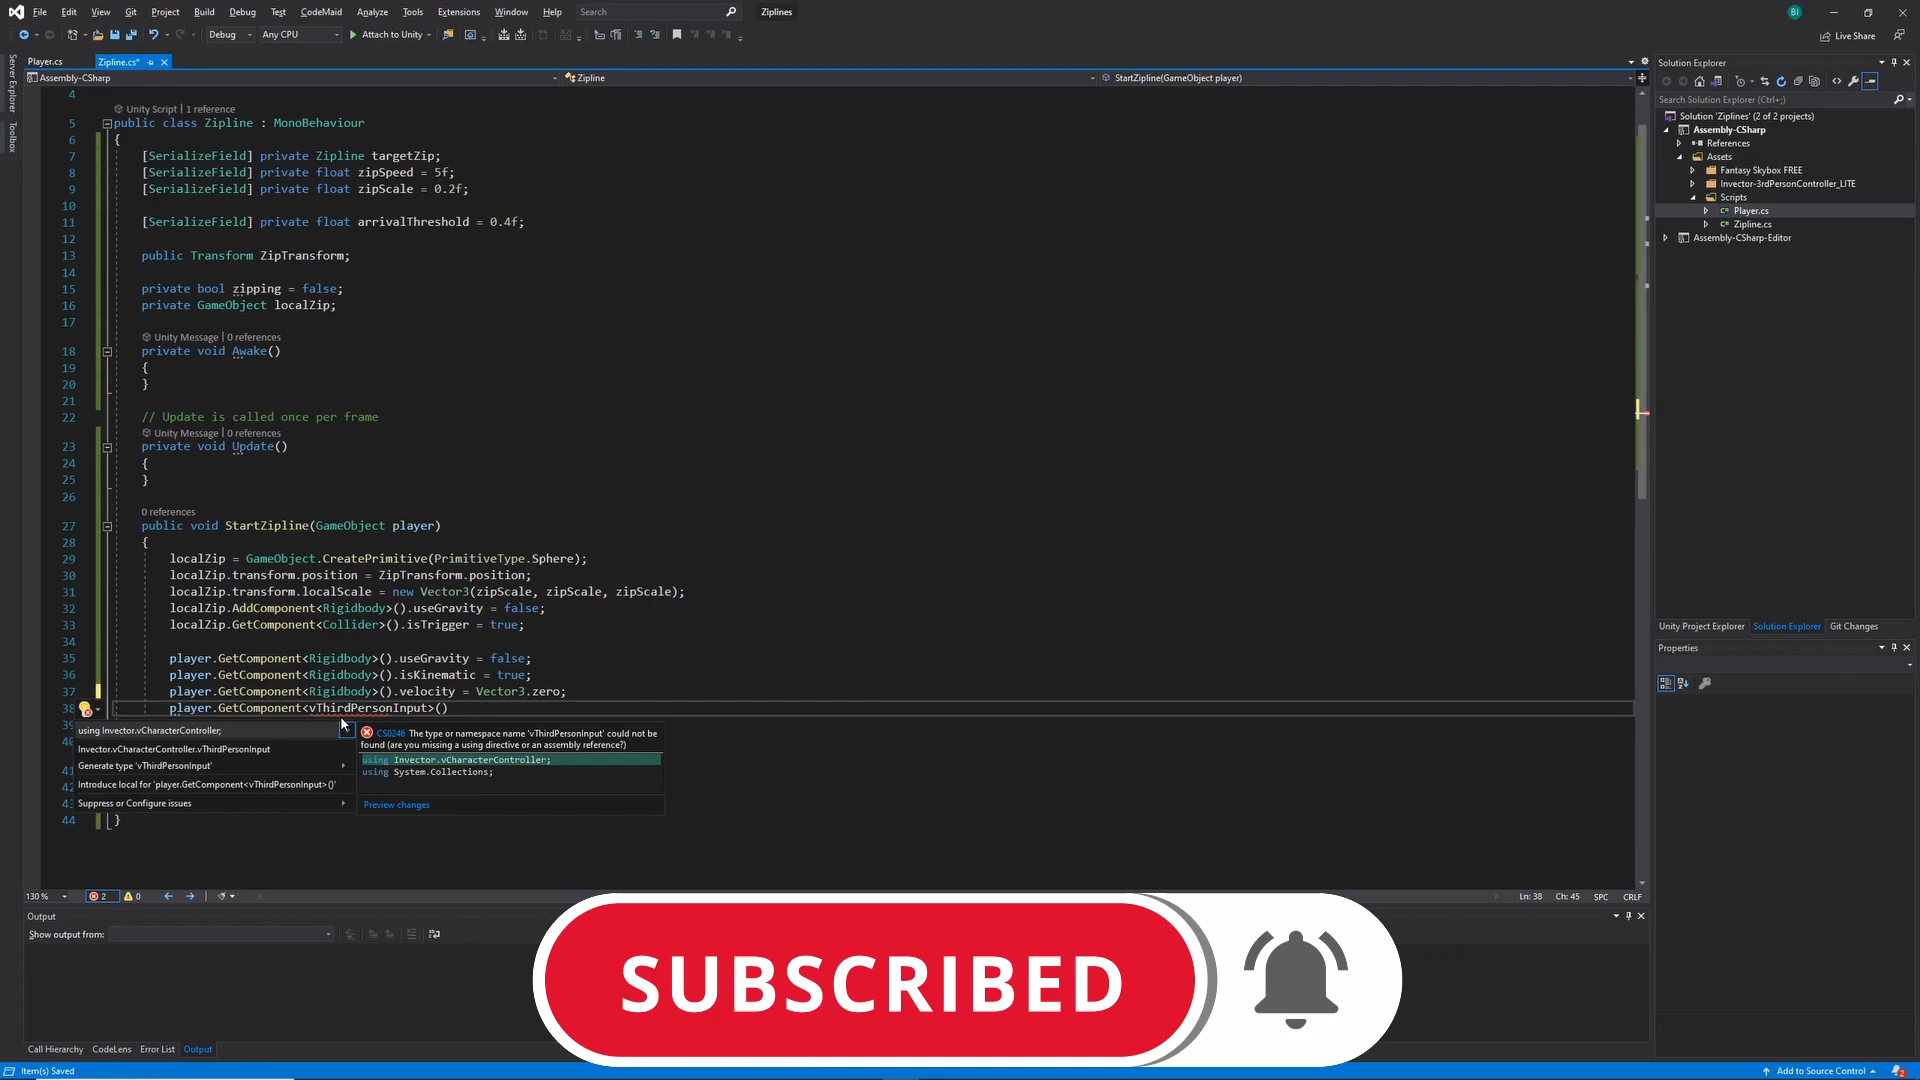 File Edit View Git Project Build Debug Test CodeMaid Analyze Tools Extensions Window Help Search Ziplines BI
Debug Any CPU Attach to Unity Live Share
Server Explorer
Toolbox
Player.cs Zipline.cs*
Assembly-CSharp Zipline StartZipline(GameObject player)
4
Unity Script | 1 reference
5 public class Zipline : MonoBehaviour
6 {
7 [SerializeField] private Zipline targetZip;
8 [SerializeField] private float zipSpeed = 5f;
9 [SerializeField] private float zipScale = 0.2f;
10
11 [SerializeField] private float arrivalThreshold = 0.4f;
12
13 public Transform ZipTransform;
14
15 private bool zipping = false;
16 private GameObject localZip;
17
Unity Message | 0 references
18 private void Awake()
19 {
20 }
21
22 // Update is called once per frame
Unity Message | 0 references
23 private void Update()
24 {
25 }
26
0 references
27 public void StartZipline(GameObject player)
28 {
29 localZip = GameObject.CreatePrimitive(PrimitiveType.Sphere);
30 localZip.transform.position = ZipTransform.position;
31 localZip.transform.localScale = new Vector3(zipScale, zipScale, zipScale);
32 localZip.AddComponent<Rigidbody>().useGravity = false;
33 localZip.GetComponent<Collider>().isTrigger = true;
34
35 player.GetComponent<Rigidbody>().useGravity = false;
36 player.GetComponent<Rigidbody>().isKinematic = true;
37 player.GetComponent<Rigidbody>().velocity = Vector3.zero;
38 player.GetComponent<vThirdPersonInput>()
using Invector.vCharacterController;
Invector.vCharacterController.vThirdPersonInput
Generate type 'vThirdPersonInput'
Introduce local for 'player.GetComponent<vThirdPersonInput>()'
Suppress or Configure issues
CS0246 The type or namespace name 'vThirdPersonInput' could not be
found (are you missing a using directive or an assembly reference?)
using Invector.vCharacterController;
using System.Collections;
Preview changes
44 }
130 % 2 0 Ln: 38 Ch: 45 SPC CRLF
Output
Show output from:
Call Hierarchy CodeLens Error List Output
Item(s) Saved Add to Source Control 2
Solution Explorer
Search Solution Explorer (Ctrl+;)
Solution 'Ziplines' (2 of 2 projects)
Assembly-CSharp
References
Assets
Fantasy Skybox FREE
Invector-3rdPersonController_LITE
Scripts
Player.cs
Zipline.cs
Assembly-CSharp-Editor
Unity Project Explorer Solution Explorer Git Changes
Properties
SUBSCRIBED